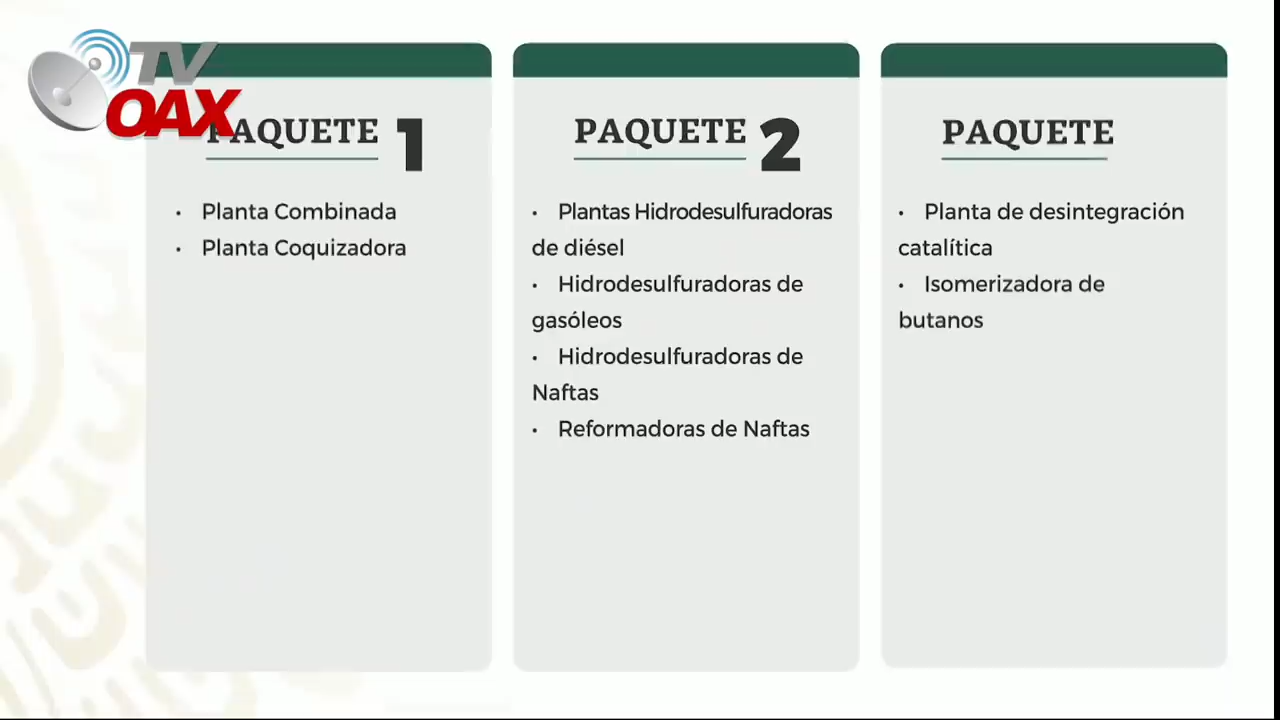 TV
OAX
PAQUETE 1
• Planta Combinada
• Planta Coquizadora
PAQUETE 2
• Plantas Hidrodesulfuradoras
de diésel
• Hidrodesulfuradoras de
gasóleos
• Hidrodesulfuradoras de
Naftas
• Reformadoras de Naftas
PAQUETE
• Planta de desintegración
catalítica
• Isomerizadora de
butanos